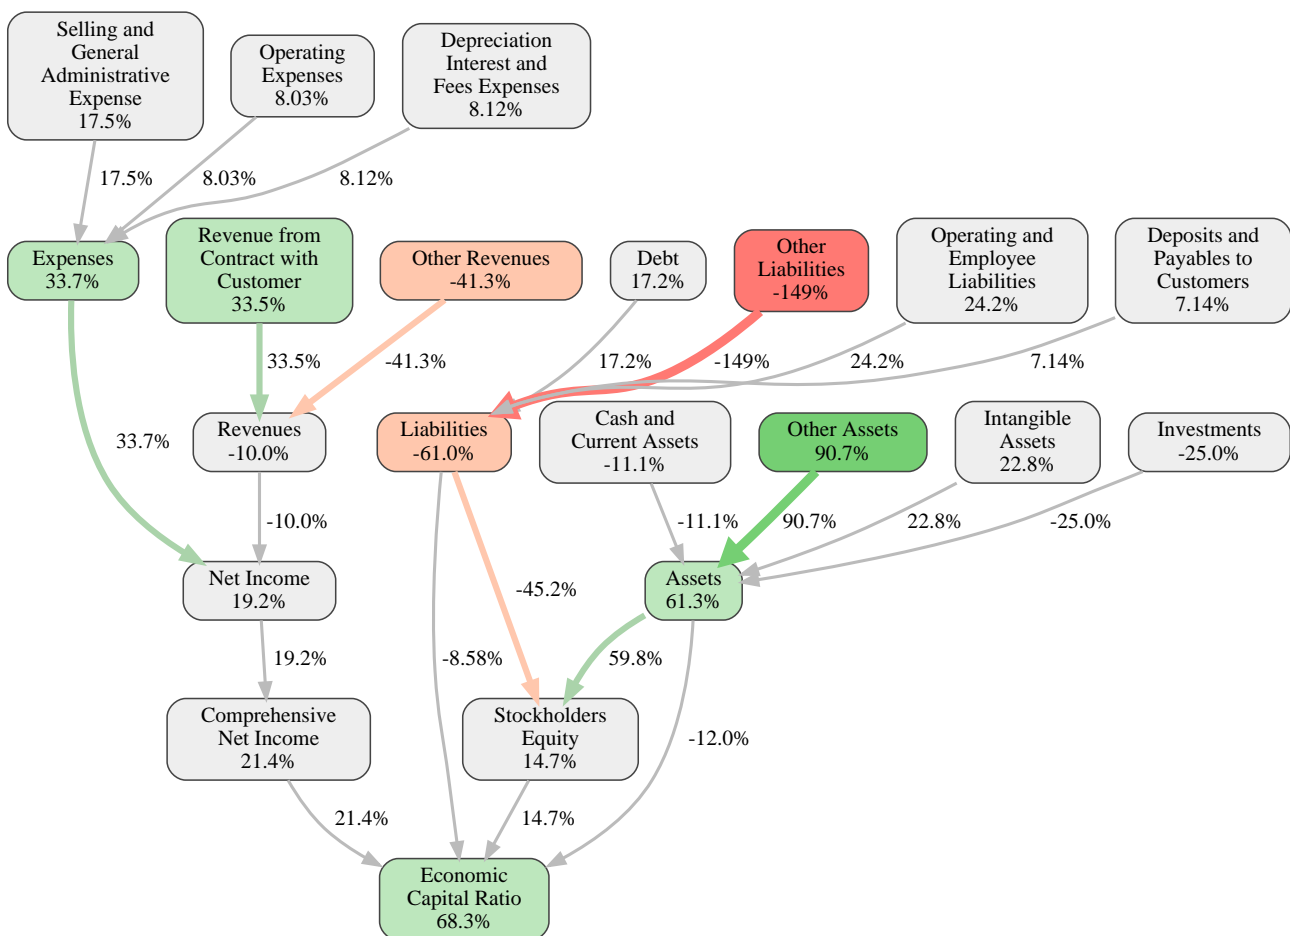 Selling and
General
Administrative
Expense
17.5%
Operating
Expenses
8.03%
Depreciation
Interest and
Fees Expenses
8.12%
17.5%
8.03%
8.12%
Expenses
33.7%
Revenue from
Contract with
Customer
33.5%
Other Revenues
-41.3%
Debt
17.2%
Other
Liabilities
-149%
Operating and
Employee
Liabilities
24.2%
Deposits and
Payables to
Customers
7.14%
33.5%
-41.3%
17.2%
-149%
24.2%
7.14%
33.7%
Revenues
-10.0%
Liabilities
-61.0%
Cash and
Current Assets
-11.1%
Other Assets
90.7%
Intangible
Assets
22.8%
Investments
-25.0%
-10.0%
-11.1%
90.7%
22.8%
-25.0%
Net Income
19.2%
-45.2%
Assets
61.3%
19.2%
-8.58%
59.8%
-12.0%
Comprehensive
Net Income
21.4%
Stockholders
Equity
14.7%
21.4%
14.7%
Economic
Capital Ratio
68.3%